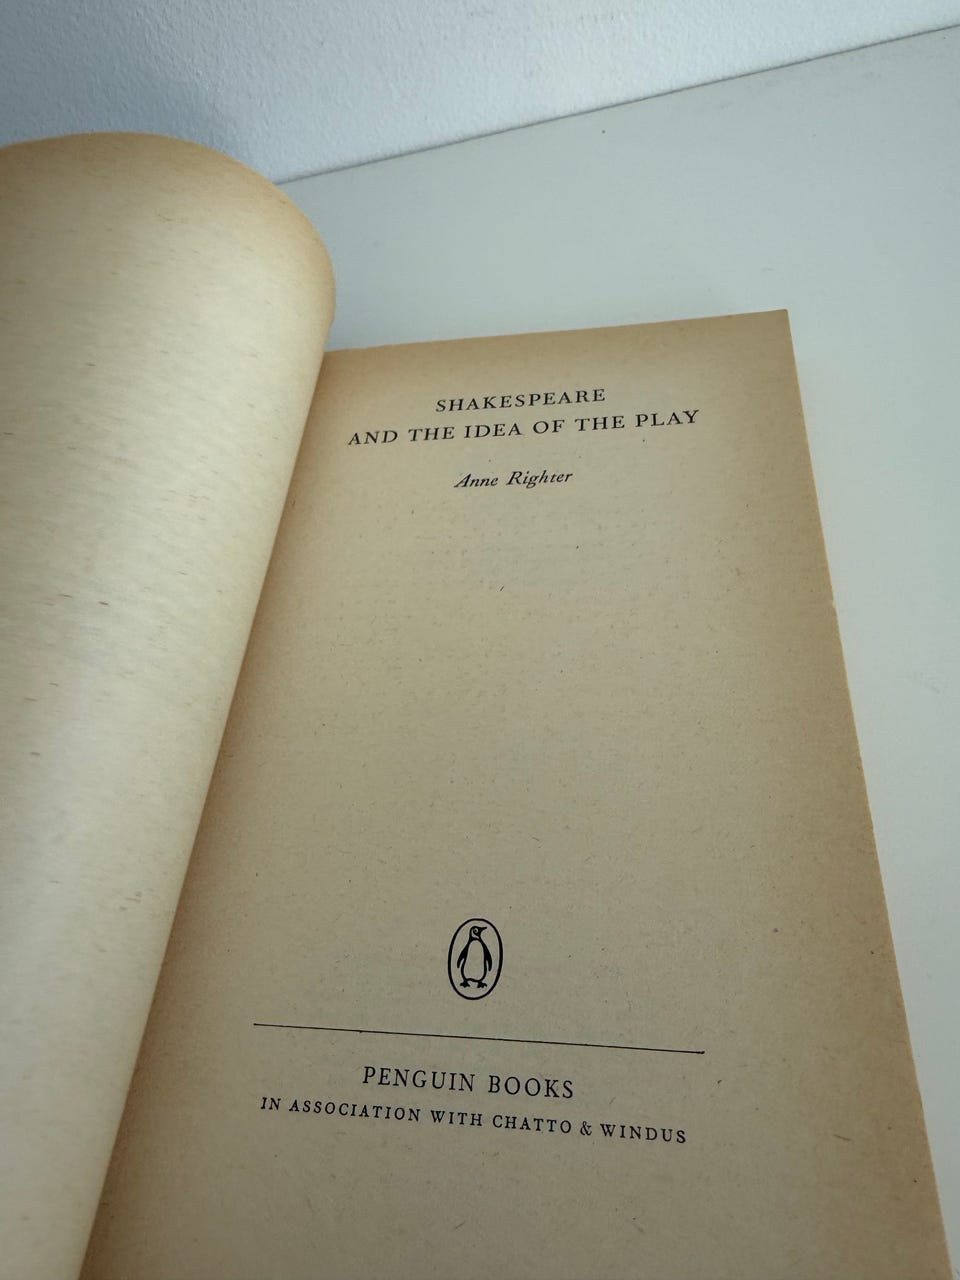 SHAKESPEARE
AND THE IDEA OF THE PLAY
Anne Righter
PENGUIN BOOKS
IN ASSOCIATION WITH CHATTO & WINDUS